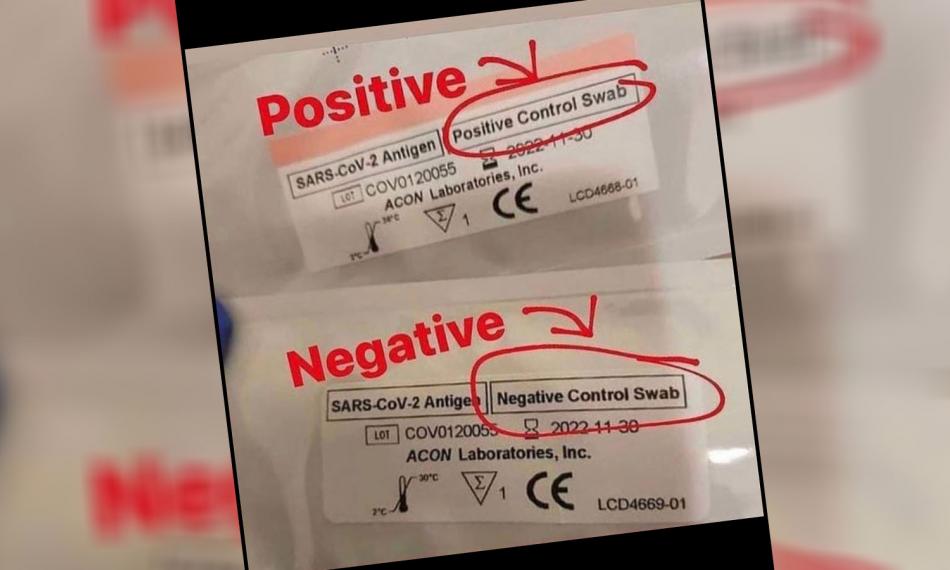 Positive
Positive Control Swab
SARS-CoV-2 Antigen
2022-11-30
LOT COV0120055
ACON Laboratories, Inc.
30°C
2°C
Σ 1
CE
LCD4668-01
Negative
SARS-CoV-2 Antigen Negative Control Swab
LOT COV0120055 2022-11-30
ACON Laboratories, Inc.
30°C
2°C
Σ 1
CE
LCD4669-01